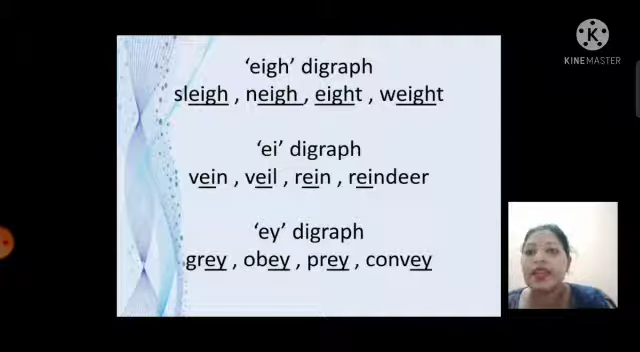 'eigh' digraph
sleigh , neigh , eight , weight
'ei' digraph
vein , veil , rein , reindeer
'ey' digraph
grey , obey , prey , convey
K
KINEMASTER